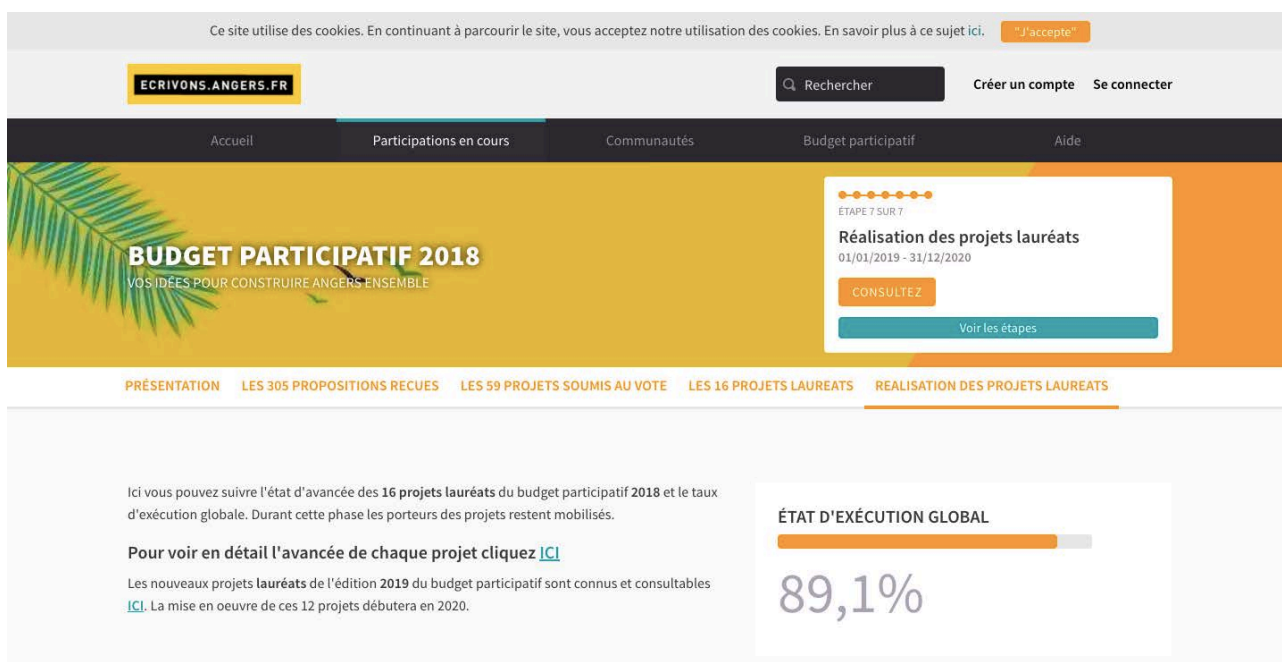 Ce site utilise des cookies. En continuant à parcourir le site, vous acceptez notre utilisation des cookies. En savoir plus à ce sujet ici. "J'accepte"
ECRIVONS.ANGERS.FR
Rechercher
Créer un compte
Se connecter
Accueil
Participations en cours
Communautés
Budget participatif
Aide
BUDGET PARTICIPATIF 2018
VOS IDÉES POUR CONSTRUIRE ANGERS ENSEMBLE
ÉTAPE 7 SUR 7
Réalisation des projets lauréats
01/01/2019 - 31/12/2020
CONSULTEZ
Voir les étapes
PRÉSENTATION
LES 305 PROPOSITIONS RECUES
LES 59 PROJETS SOUMIS AU VOTE
LES 16 PROJETS LAUREATS
REALISATION DES PROJETS LAUREATS
Ici vous pouvez suivre l'état d'avancée des 16 projets lauréats du budget participatif 2018 et le taux
d'exécution globale. Durant cette phase les porteurs des projets restent mobilisés.
Pour voir en détail l'avancée de chaque projet cliquez ICI
Les nouveaux projets lauréats de l'édition 2019 du budget participatif sont connus et consultables
ICI. La mise en oeuvre de ces 12 projets débutera en 2020.
ÉTAT D'EXÉCUTION GLOBAL
89,1%